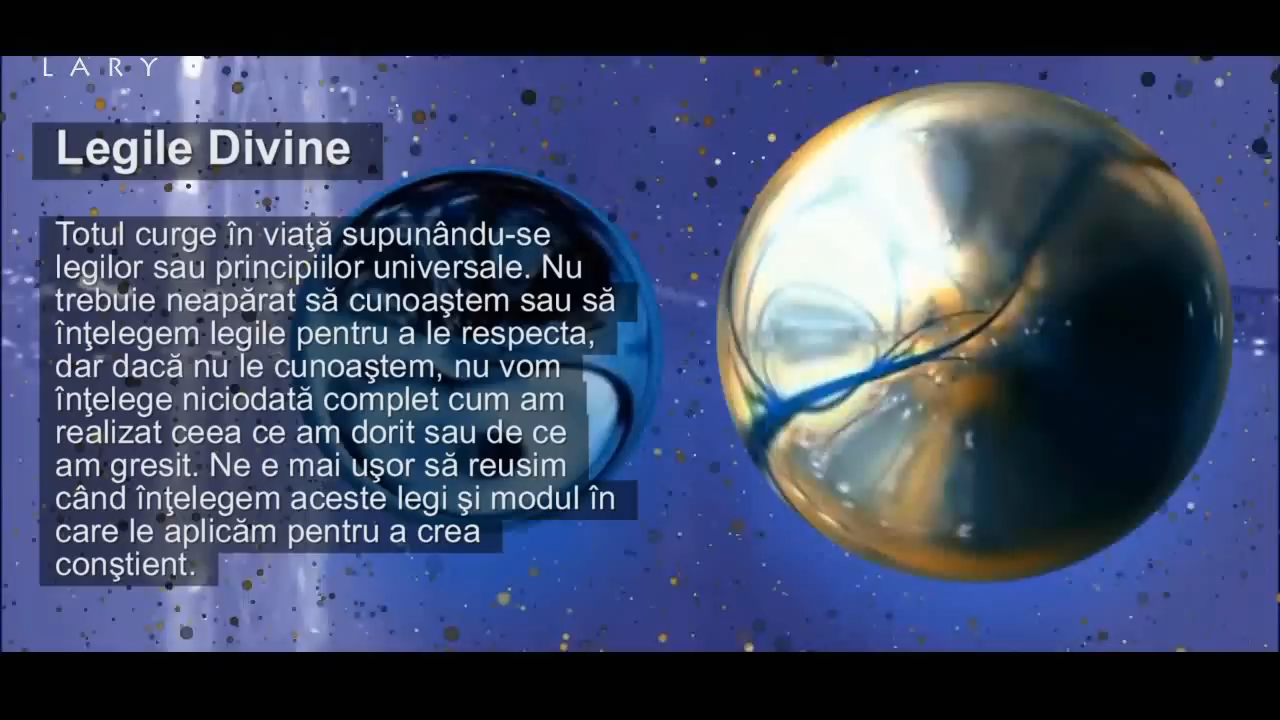 LARY
Legile Divine
Totul curge în viaţă supunându-se
legilor sau principiilor universale. Nu
trebuie neapărat să cunoaştem sau să
înţelegem legile pentru a le respecta,
dar dacă nu le cunoaştem, nu vom
înţelege niciodată complet cum am
realizat ceea ce am dorit sau de ce
am gresit. Ne e mai uşor să reusim
când înţelegem aceste legi şi modul în
care le aplicăm pentru a crea
conştient.